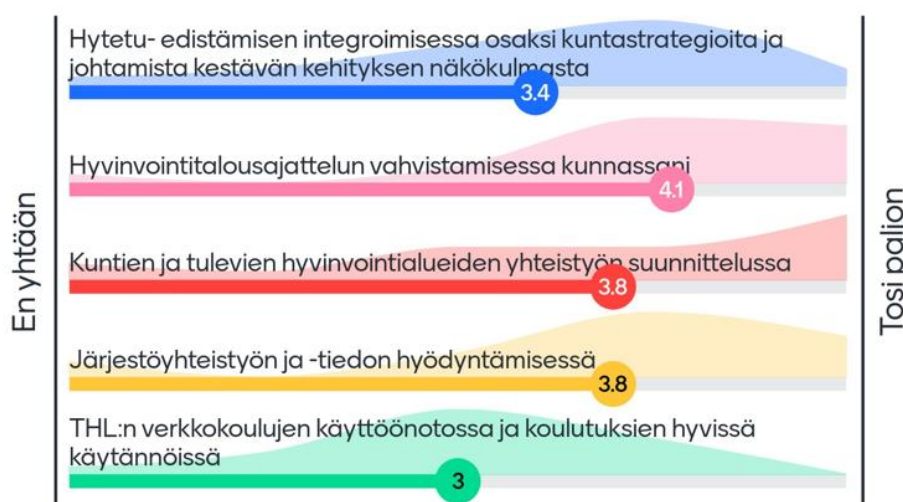 Hytetu- edistämisen integroimisessa osaksi kuntastrategioita ja
johtamista kestävän kehityksen näkökulmasta
3.4
Hyvinvointitalousajattelun vahvistamisessa kunnassani
4.1
Kuntien ja tulevien hyvinvointialueiden yhteistyön suunnittelussa
3.8
Järjestöyhteistyön ja -tiedon hyödyntämisessä
3.8
THL:n verkkokoulujen käyttöönotossa ja koulutuksien hyvissä
käytännöissä
3
En yhtään
Tosi paljon